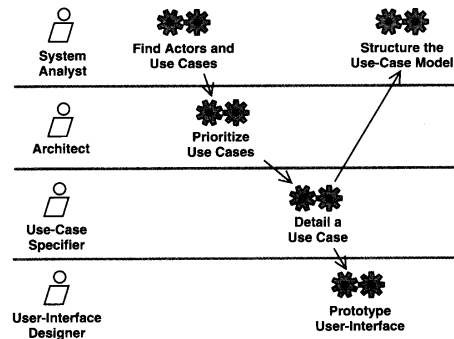 System
Analyst
Find Actors and
Use Cases
Structure the
Use-Case Model
Architect
Prioritize
Use Cases
Use-Case
Specifier
Detail a
Use Case
User-Interface
Designer
Prototype
User-Interface